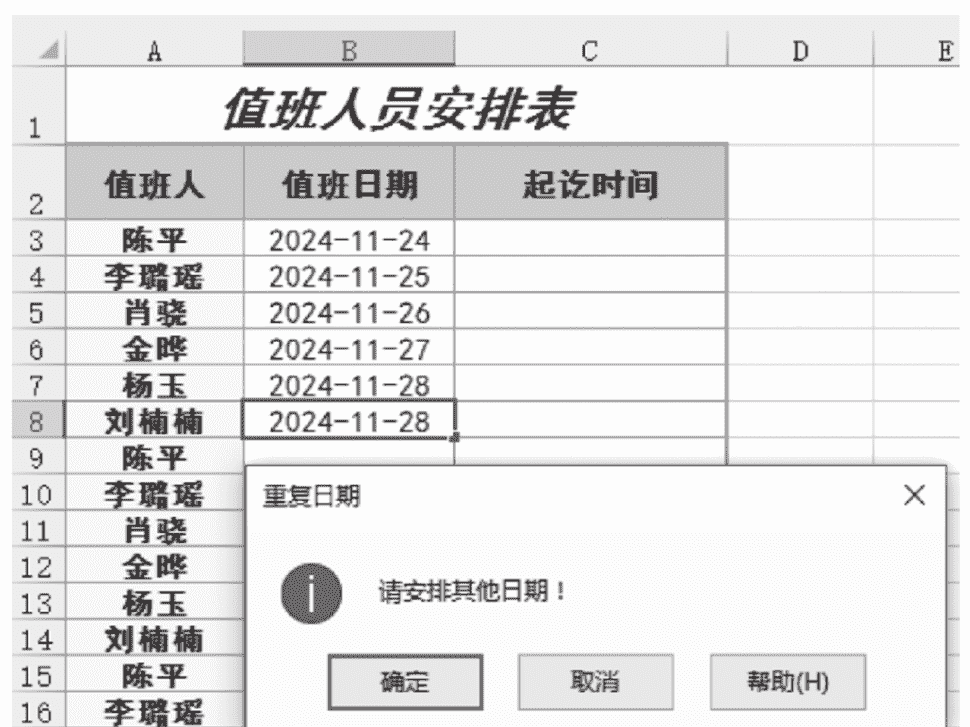 A B C D E
1 值班人员安排表
2 值班人 值班日期 起讫时间
3 陈平 2024-11-24
4 李璐瑶 2024-11-25
5 肖骁 2024-11-26
6 金晔 2024-11-27
7 杨玉 2024-11-28
8 刘楠楠 2024-11-28
9 陈平
10 李璐瑶 重复日期
11 肖骁
12 金晔
13 杨玉 请安排其他日期！
14 刘楠楠
15 陈平 确定 取消 帮助(H)
16 李璐瑶